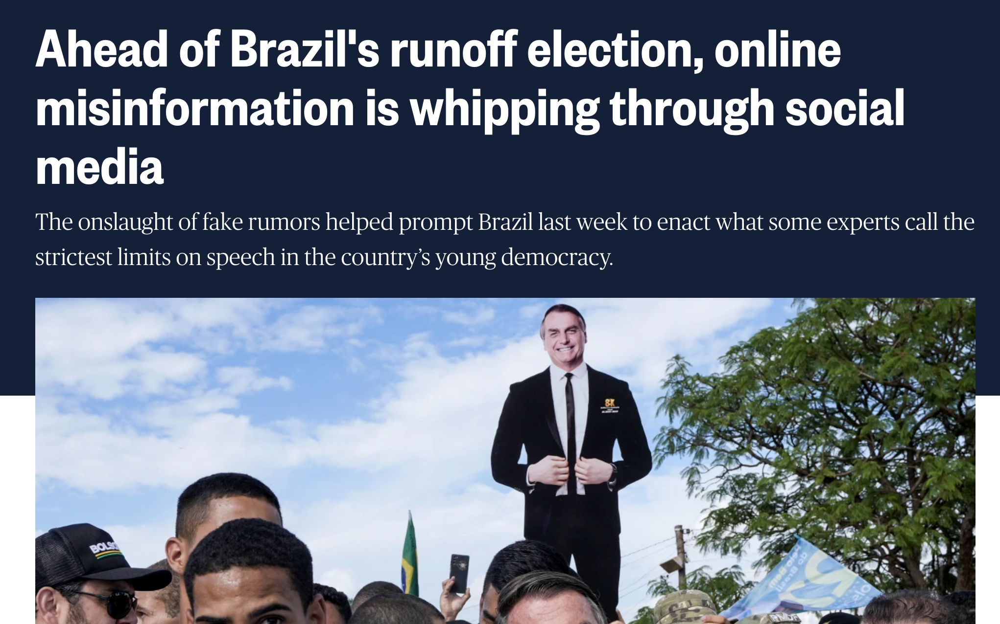 Ahead of Brazil's runoff election, online
misinformation is whipping through social
media
The onslaught of fake rumors helped prompt Brazil last week to enact what some experts call the
strictest limits on speech in the country’s young democracy.
8K
BOLSO